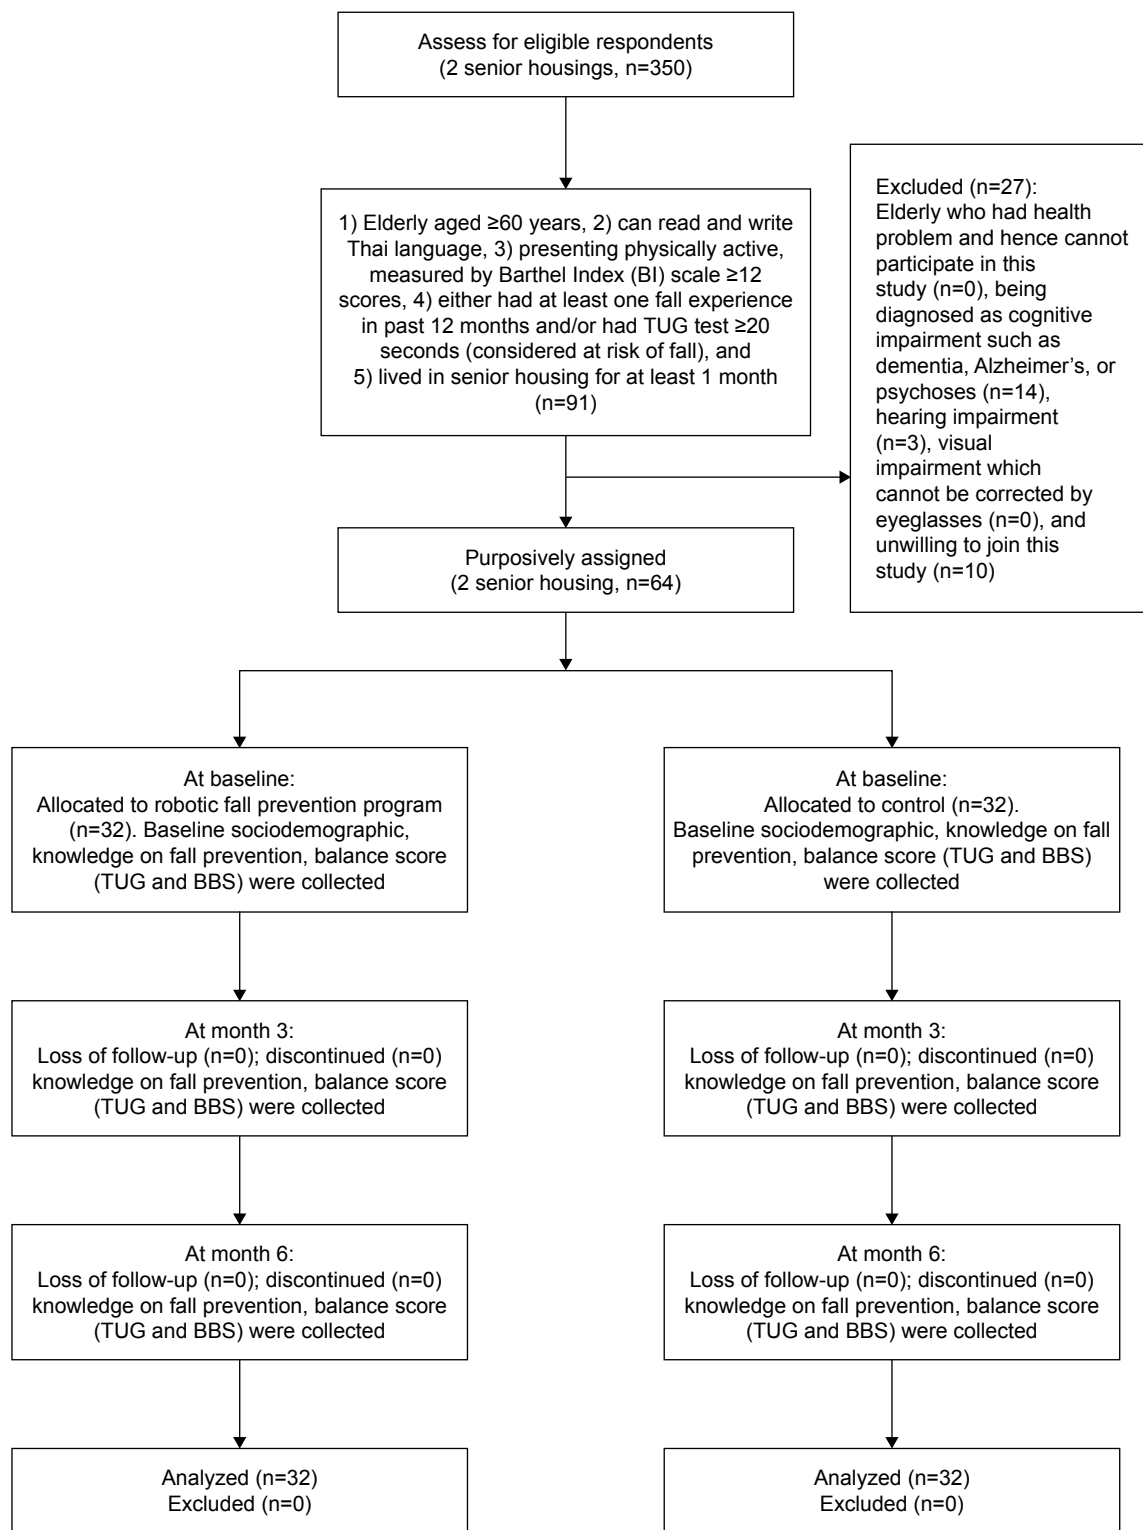 Assess for eligible respondents
(2 senior housings, n=350)
1) Elderly aged ≥60 years, 2) can read and write
Thai language, 3) presenting physically active,
measured by Barthel Index (BI) scale ≥12
scores, 4) either had at least one fall experience
in past 12 months and/or had TUG test ≥20
seconds (considered at risk of fall), and
5) lived in senior housing for at least 1 month
(n=91)
Excluded (n=27):
Elderly who had health
problem and hence cannot
participate in this
study (n=0), being
diagnosed as cognitive
impairment such as
dementia, Alzheimer’s, or
psychoses (n=14),
hearing impairment
(n=3), visual
impairment which
cannot be corrected by
eyeglasses (n=0), and
unwilling to join this
study (n=10)
Purposively assigned
(2 senior housing, n=64)
At baseline:
Allocated to robotic fall prevention program
(n=32). Baseline sociodemographic,
knowledge on fall prevention, balance score
(TUG and BBS) were collected
At baseline:
Allocated to control (n=32).
Baseline sociodemographic, knowledge on fall
prevention, balance score (TUG and BBS)
were collected
At month 3:
Loss of follow-up (n=0); discontinued (n=0)
knowledge on fall prevention, balance score
(TUG and BBS) were collected
At month 3:
Loss of follow-up (n=0); discontinued (n=0)
knowledge on fall prevention, balance score
(TUG and BBS) were collected
At month 6:
Loss of follow-up (n=0); discontinued (n=0)
knowledge on fall prevention, balance score
(TUG and BBS) were collected
At month 6:
Loss of follow-up (n=0); discontinued (n=0)
knowledge on fall prevention, balance score
(TUG and BBS) were collected
Analyzed (n=32)
Excluded (n=0)
Analyzed (n=32)
Excluded (n=0)